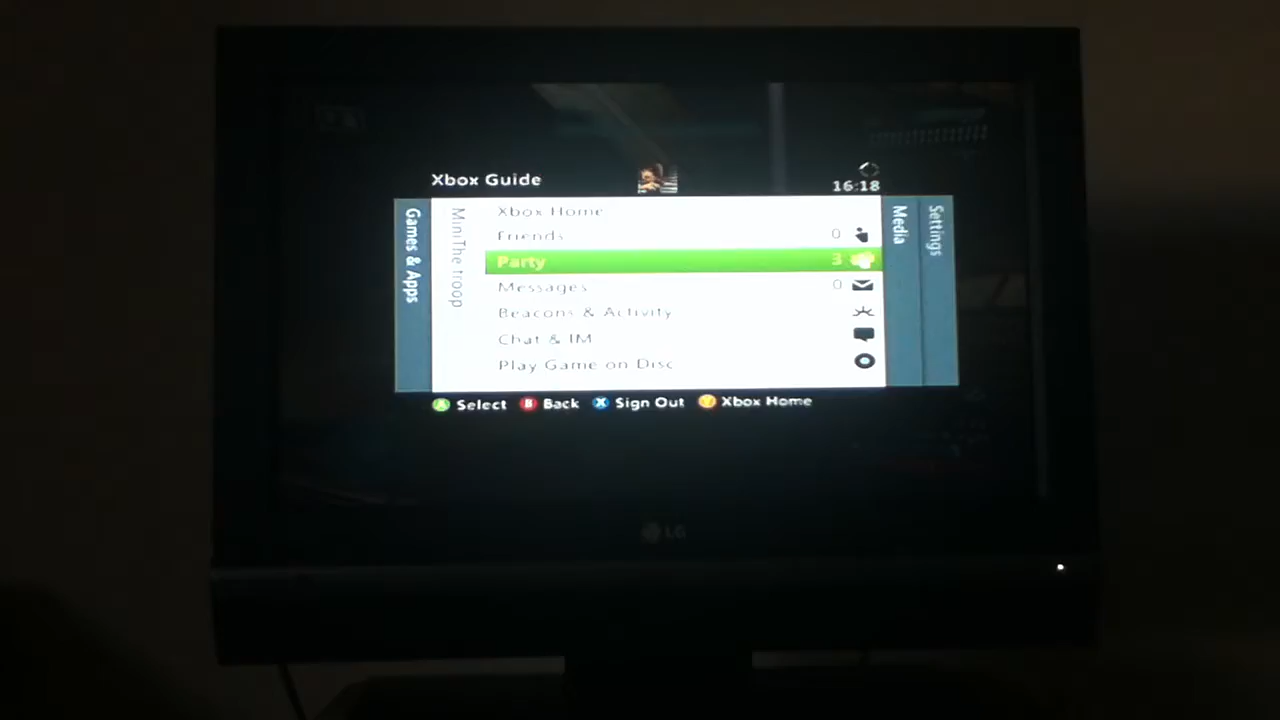 Xbox Guide
16:18
Games & Apps
MiniThe troop
Xbox Home
Friends 0
Party 3
Messages 0
Beacons & Activity
Chat & IM
Play Game on Disc
Media
Settings
A Select B Back X Sign Out Y Xbox Home
LG